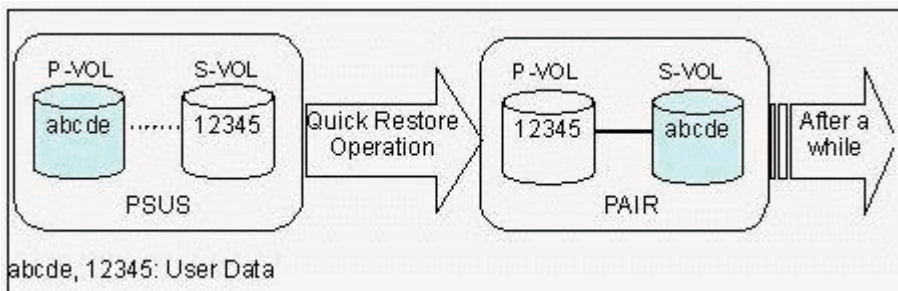 P-VOL S-VOL
abcde 12345
PSUS
Quick Restore
Operation
P-VOL S-VOL
12345 abcde
PAIR
After a
while
abcde, 12345: User Data